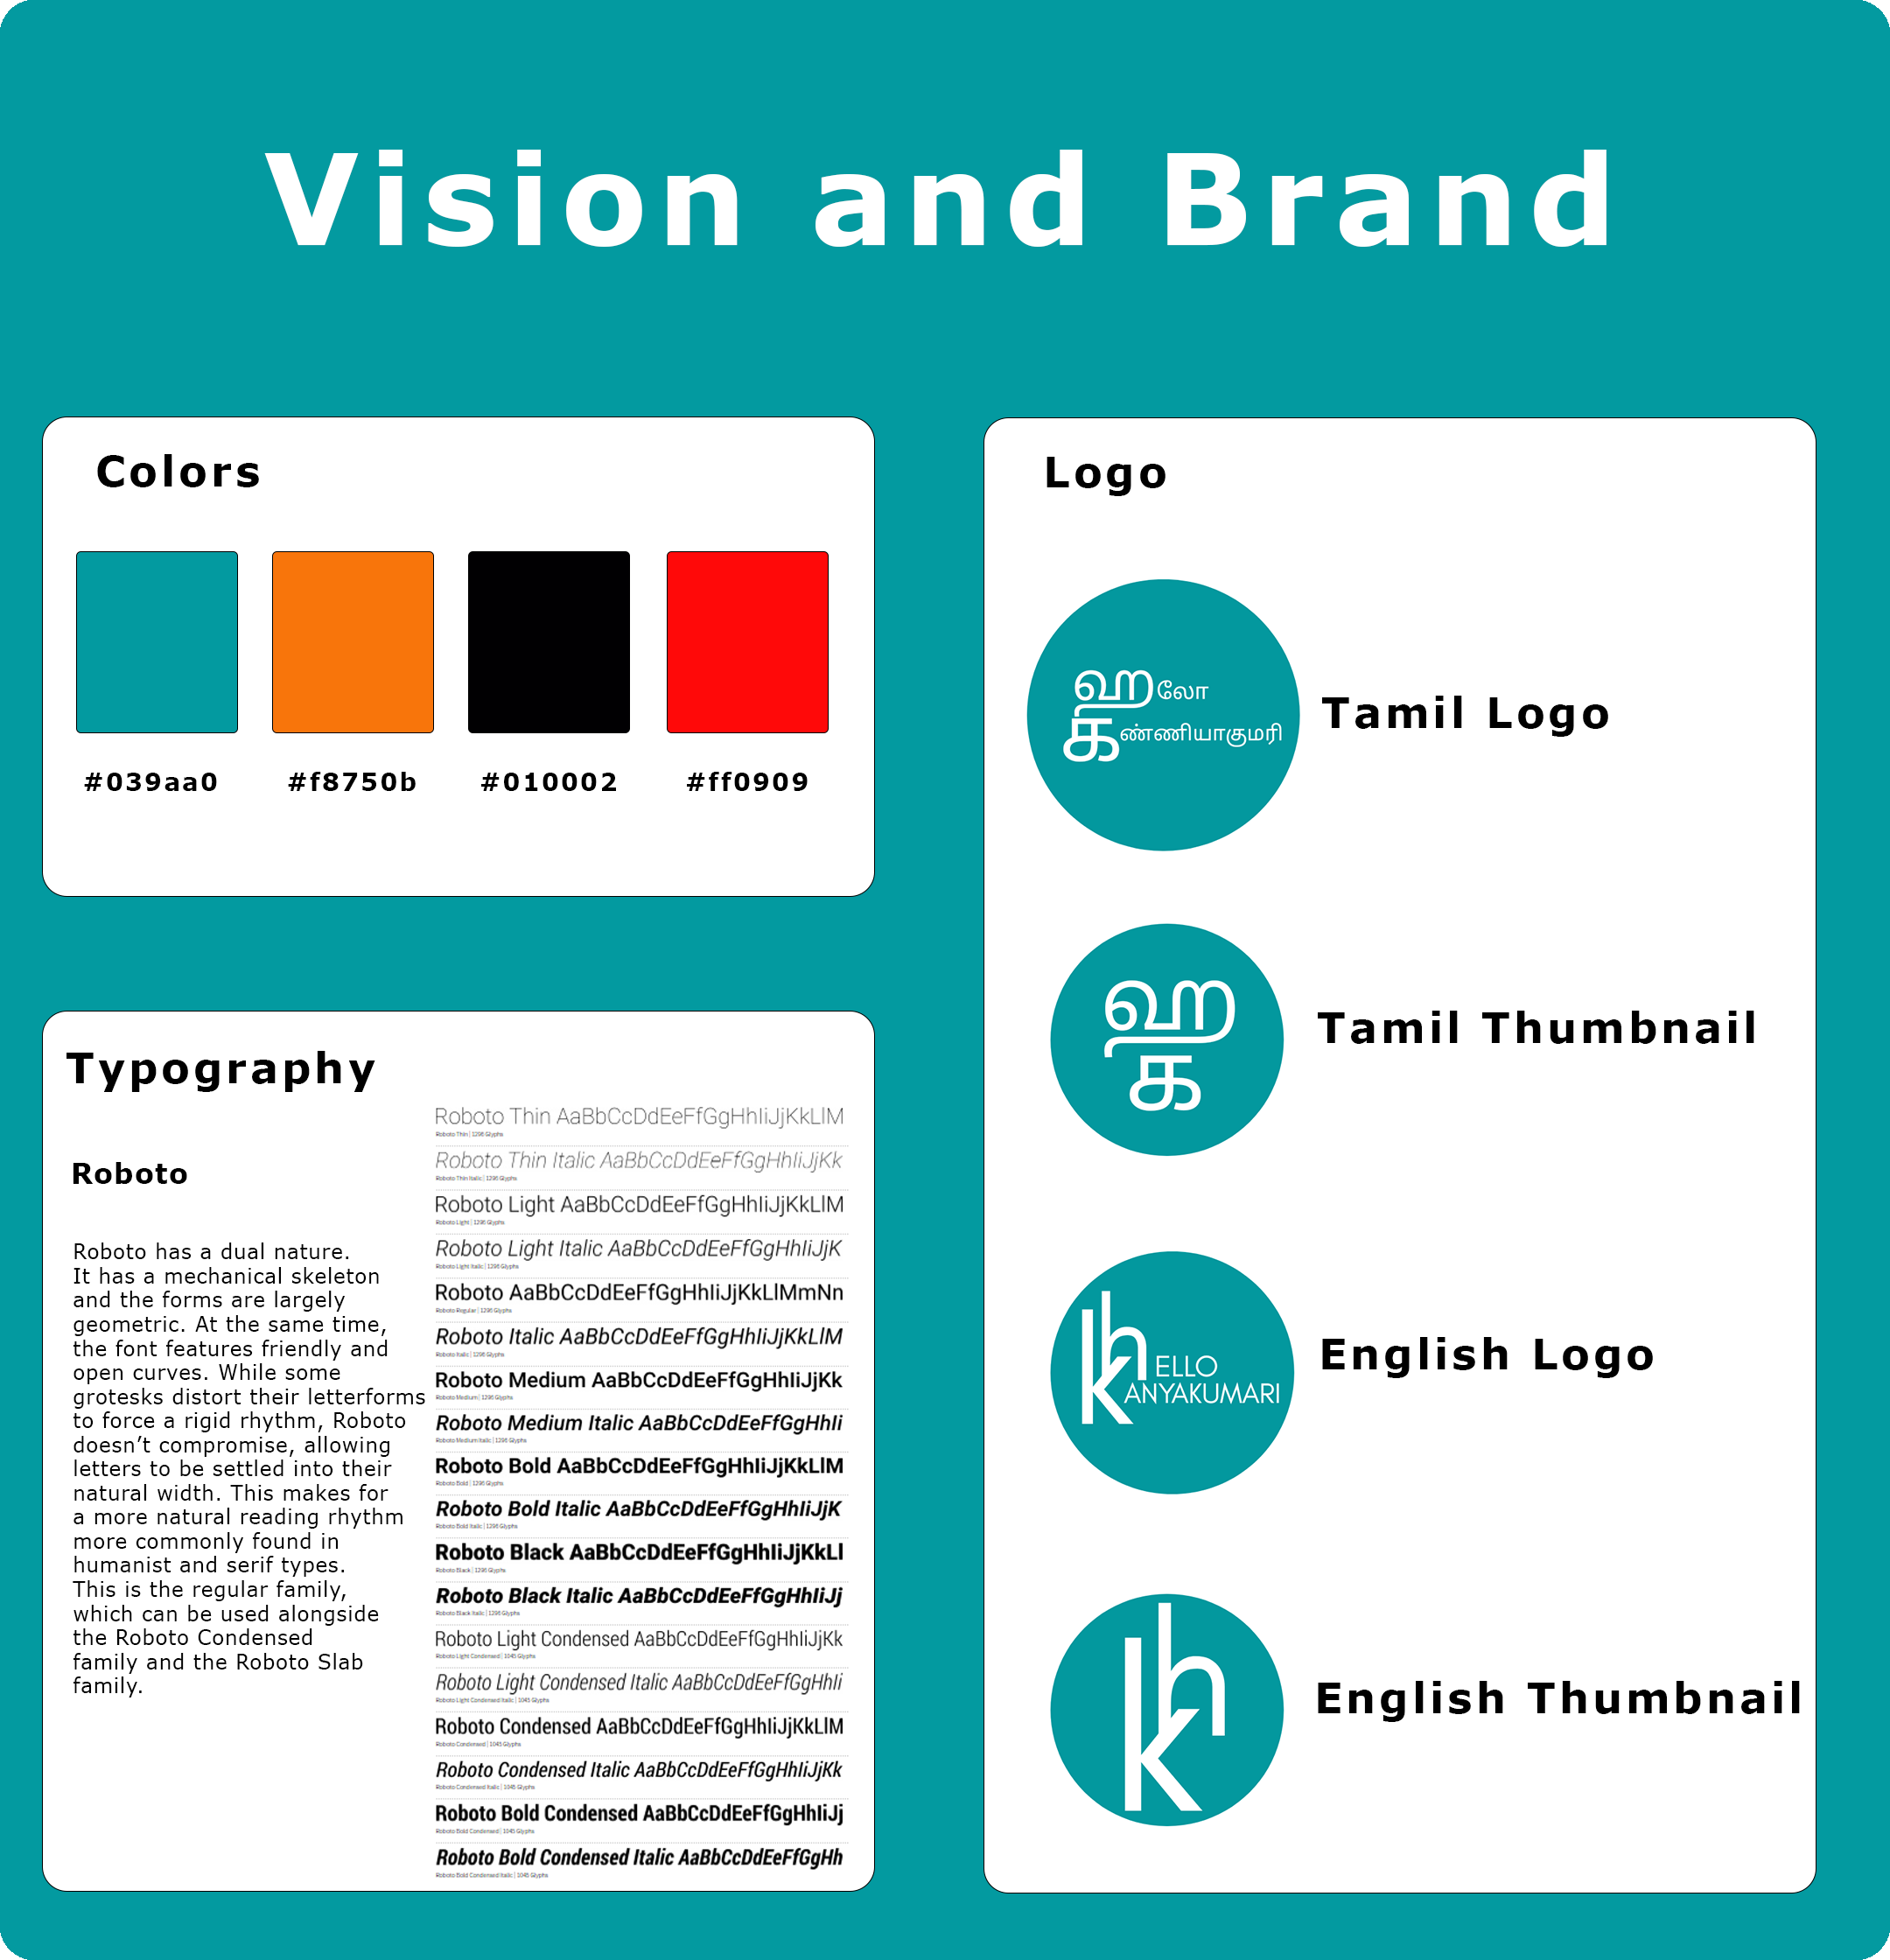 Vision and Brand
Colors
#039aa0 #f8750b #010002 #ff0909
Typography
Roboto
Roboto has a dual nature.
It has a mechanical skeleton
and the forms are largely
geometric. At the same time,
the font features friendly and
open curves. While some
grotesks distort their letterforms
to force a rigid rhythm, Roboto
doesn’t compromise, allowing
letters to be settled into their
natural width. This makes for
a more natural reading rhythm
more commonly found in
humanist and serif types.
This is the regular family,
which can be used alongside
the Roboto Condensed
family and the Roboto Slab
family.
Roboto Thin AaBbCcDdEeFfGgHhIiJjKkLlM
Roboto Thin | 1296 Glyphs
Roboto Thin Italic AaBbCcDdEeFfGgHhIiJjKk
Roboto Thin Italic | 1296 Glyphs
Roboto Light AaBbCcDdEeFfGgHhIiJjKkLlM
Roboto Light | 1296 Glyphs
Roboto Light Italic AaBbCcDdEeFfGgHhIiJjK
Roboto Light Italic | 1296 Glyphs
Roboto AaBbCcDdEeFfGgHhIiJjKkLlMmNn
Roboto Regular | 1296 Glyphs
Roboto Italic AaBbCcDdEeFfGgHhIiJjKkLlM
Roboto Italic | 1296 Glyphs
Roboto Medium AaBbCcDdEeFfGgHhIiJjKk
Roboto Medium | 1296 Glyphs
Roboto Medium Italic AaBbCcDdEeFfGgHhIi
Roboto Medium Italic | 1296 Glyphs
Roboto Bold AaBbCcDdEeFfGgHhIiJjKkLlM
Roboto Bold | 1296 Glyphs
Roboto Bold Italic AaBbCcDdEeFfGgHhIiJjK
Roboto Bold Italic | 1296 Glyphs
Roboto Black AaBbCcDdEeFfGgHhIiJjKkLl
Roboto Black | 1296 Glyphs
Roboto Black Italic AaBbCcDdEeFfGgHhIiJj
Roboto Black Italic | 1296 Glyphs
Roboto Light Condensed AaBbCcDdEeFfGgHhIiJjKk
Roboto Light Condensed | 1045 Glyphs
Roboto Light Condensed Italic AaBbCcDdEeFfGgHhIi
Roboto Light Condensed Italic | 1045 Glyphs
Roboto Condensed AaBbCcDdEeFfGgHhIiJjKkLlM
Roboto Condensed | 1045 Glyphs
Roboto Condensed Italic AaBbCcDdEeFfGgHhIiJjKk
Roboto Condensed Italic | 1045 Glyphs
Roboto Bold Condensed AaBbCcDdEeFfGgHhIiJj
Roboto Bold Condensed | 1045 Glyphs
Roboto Bold Condensed Italic AaBbCcDdEeFfGgHh
Roboto Bold Condensed Italic | 1045 Glyphs
Logo
ஹலோ
கண்ணியாகுமரி
Tamil Logo
ஹ
க
Tamil Thumbnail
hELLO
kANYAKUMARI
English Logo
h
k
English Thumbnail